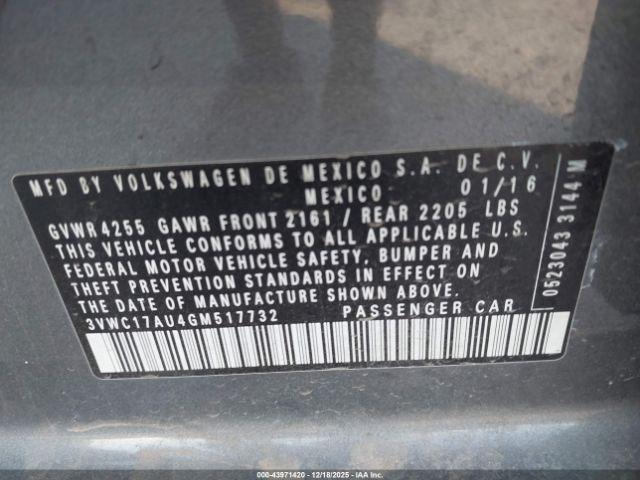 MFD BY VOLKSWAGEN DE MEXICO S.A. DE C.V.
MEXICO 01/16
GVWR 4255 GAWR FRONT 2161 / REAR 2205 LBS
THIS VEHICLE CONFORMS TO ALL APPLICABLE U.S.
FEDERAL MOTOR VEHICLE SAFETY, BUMPER AND
THEFT PREVENTION STANDARDS IN EFFECT ON
THE DATE OF MANUFACTURE SHOWN ABOVE.
3VWC17AU4GM517732 PASSENGER CAR
0523043 3144 M
000-43971420 12/18/2025 IAAI.COM